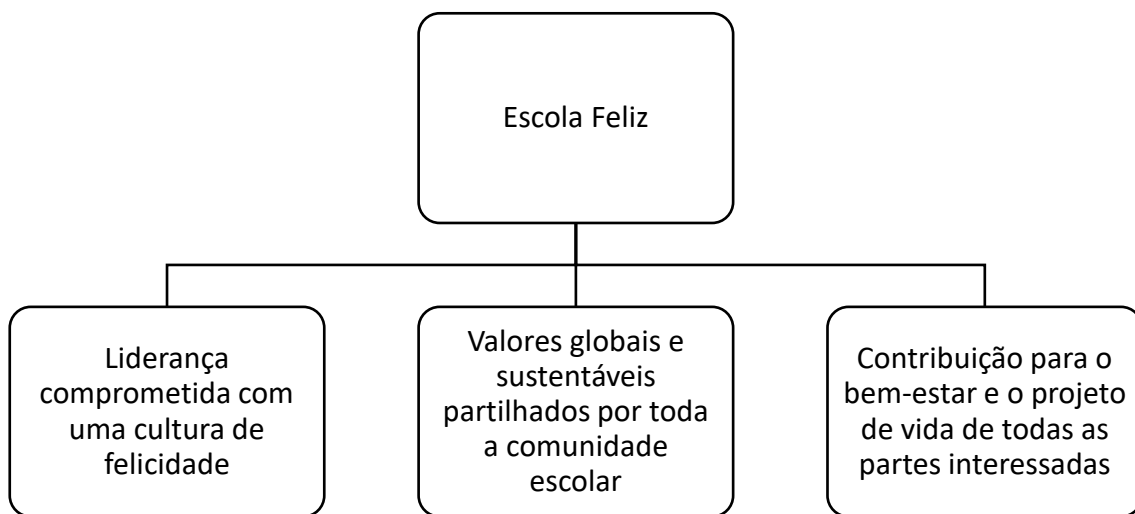 Escola Feliz
Liderança
comprometida com
uma cultura de
felicidade
Valores globais e
sustentáveis
partilhados por toda
a comunidade
escolar
Contribuição para o
bem-estar e o projeto
de vida de todas as
partes interessadas